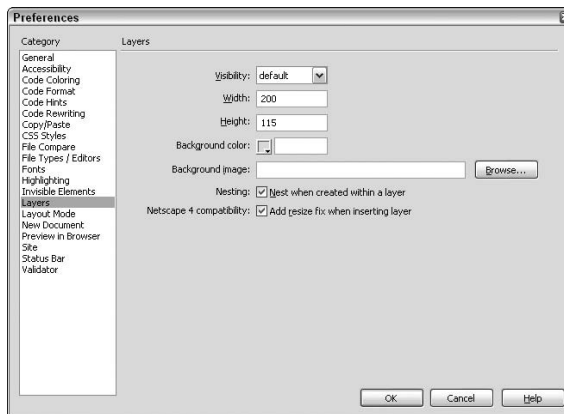 Preferences
Category
Layers
General
Accessibility
Code Coloring
Code Format
Code Hints
Code Rewriting
Copy/Paste
CSS Styles
File Compare
File Types / Editors
Fonts
Highlighting
Invisible Elements
Layers
Layout Mode
New Document
Preview in Browser
Site
Status Bar
Validator
Visibility: default
Width: 200
Height: 115
Background color:
Background image: Browse...
Nesting: Nest when created within a layer
Netscape 4 compatibility: Add resize fix when inserting layer
OK Cancel Help